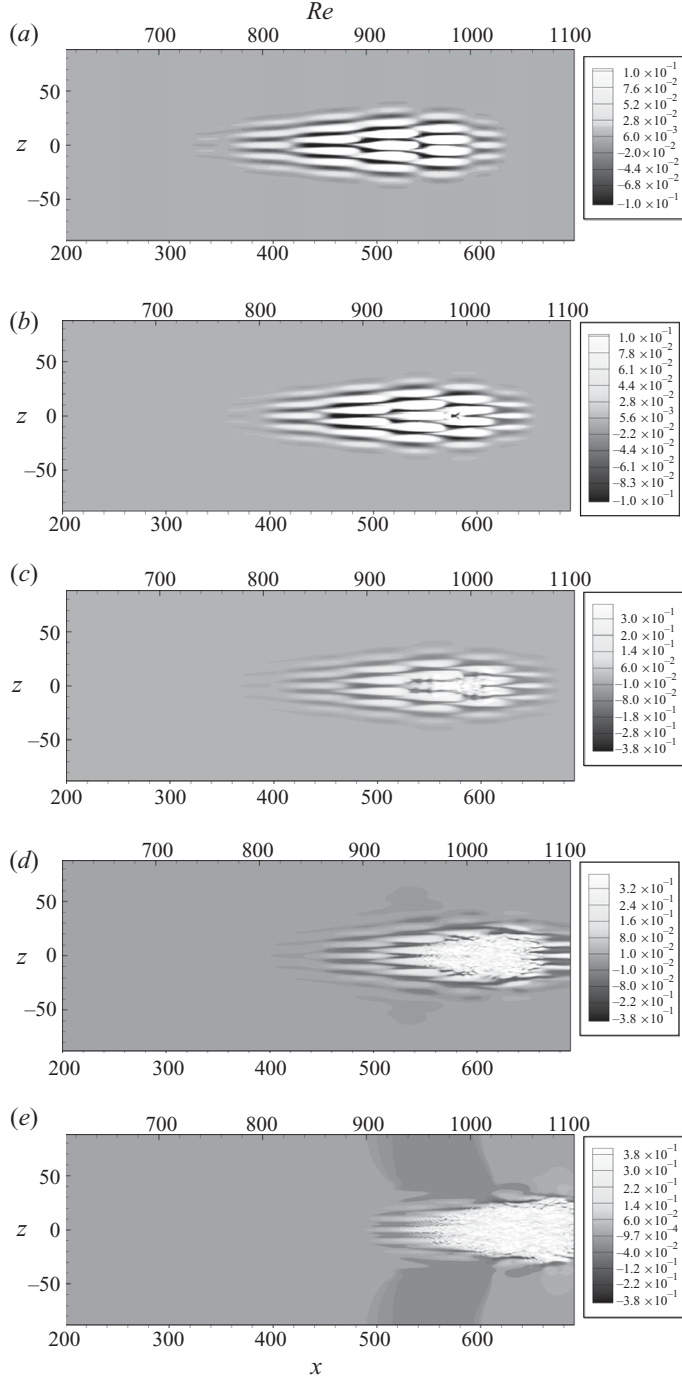 Re
(a)
700 800 900 1000 1100
50
z 0
–50
200 300 400 500 600
1.0 ×10–1
7.6 ×10–2
5.2 ×10–2
2.8 ×10–2
6.0 ×10–3
–2.0 ×10–2
–4.4 ×10–2
–6.8 ×10–2
–1.0 ×10–1
(b)
700 800 900 1000 1100
50
z 0
–50
200 300 400 500 600
1.0 ×10–1
7.8 ×10–2
6.1 ×10–2
4.4 ×10–2
2.8 ×10–2
5.6 ×10–3
–2.2 ×10–2
–4.4 ×10–2
–6.1 ×10–2
–8.3 ×10–2
–1.0 ×10–1
(c)
700 800 900 1000 1100
50
z 0
–50
200 300 400 500 600
3.0 ×10–1
2.0 ×10–1
1.4 ×10–1
6.0 ×10–2
–1.0 ×10–2
–8.0 ×10–2
–1.8 ×10–1
–2.8 ×10–1
–3.8 ×10–1
(d)
700 800 900 1000 1100
50
z 0
–50
200 300 400 500 600
3.2 ×10–1
2.4 ×10–1
1.6 ×10–1
8.0 ×10–2
–1.0 ×10–2
–8.0 ×10–2
–2.2 ×10–1
–3.8 ×10–1
(e)
700 800 900 1000 1100
50
z 0
–50
200 300 400 500 600
3.8 ×10–1
3.0 ×10–1
2.2 ×10–1
1.4 ×10–1
6.0 ×10–2
–9.7 ×10–4
–4.0 ×10–2
–1.2 ×10–1
–2.2 ×10–1
–3.8 ×10–1
x